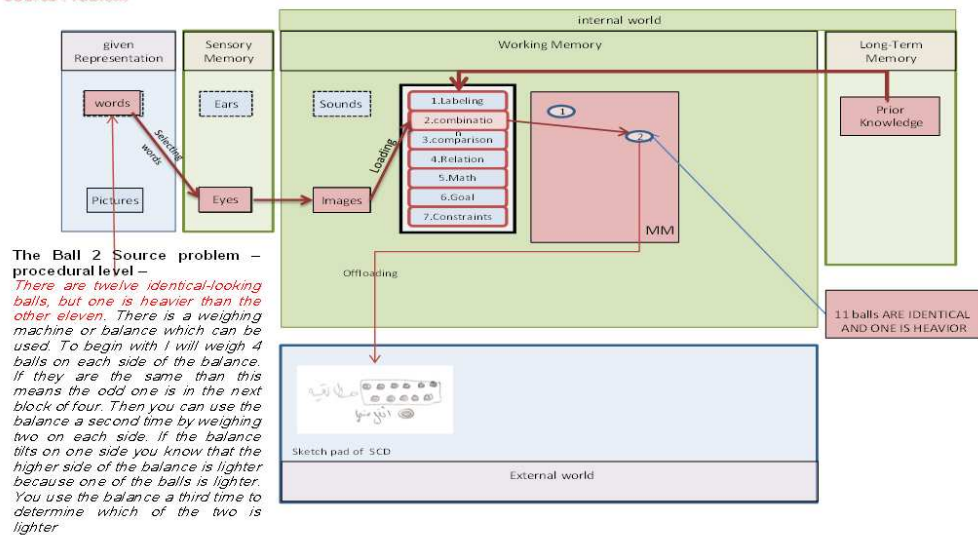 internal world
given
Representation
Sensory
Memory
Working Memory
Long-Term
Memory
words
Ears
Sounds
1.Labeling
2.combinatio
n
3.comparison
4.Relation
5.Math
6.Goal
7.Constraints
1
2
MM
Prior
Knowledge
Selecting
words
Loading
Pictures
Eyes
Images
Offloading
The Ball 2 Source problem –
procedural level –
There are twelve identical-looking
balls, but one is heavier than the
other eleven. There is a weighing
machine or balance which can be
used. To begin with I will weigh 4
balls on each side of the balance.
If they are the same than this
means the odd one is in the next
block of four. Then you can use the
balance a second time by weighing
two on each side. If the balance
tilts on one side you know that the
higher side of the balance is lighter
because one of the balls is lighter.
You use the balance a third time to
determine which of the two is
lighter
11 balls ARE IDENTICAL
AND ONE IS HEAVIOR
Sketch pad of SCD
External world